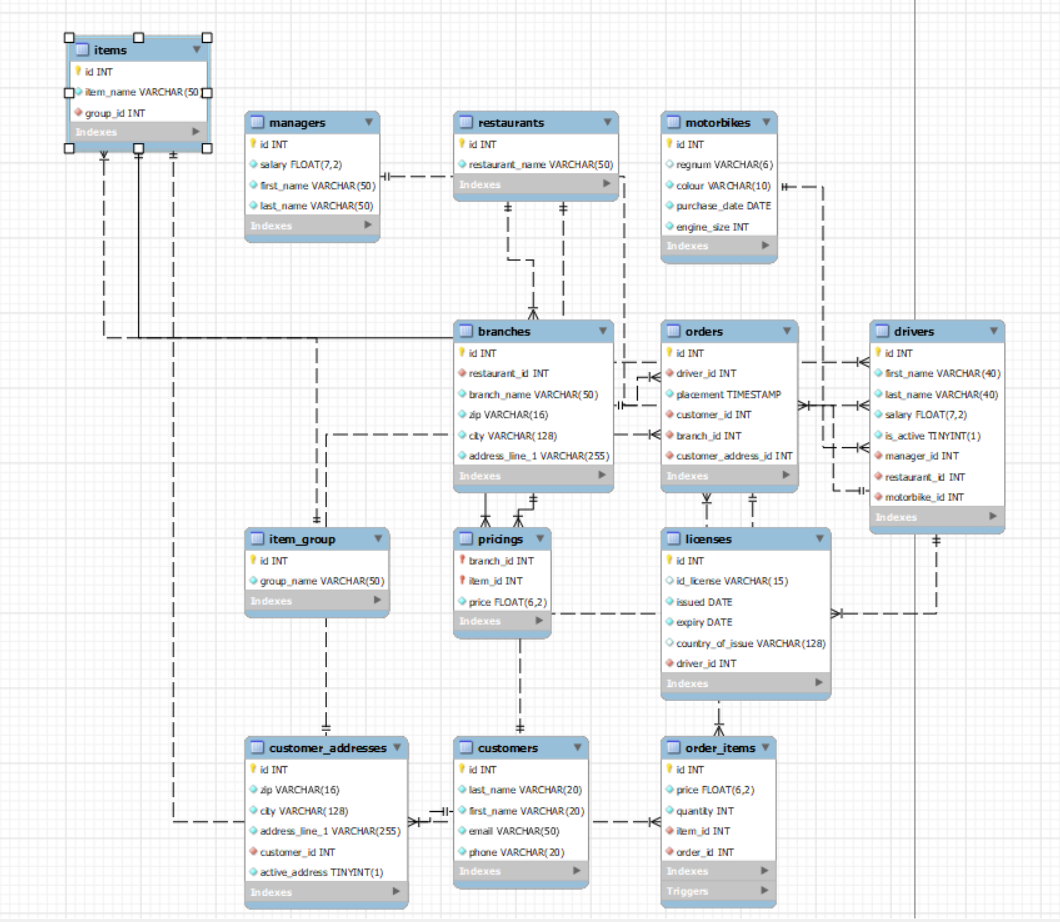 items
id INT
item_name VARCHAR(50)
group_id INT
Indexes
managers
id INT
salary FLOAT(7,2)
first_name VARCHAR(50)
last_name VARCHAR(50)
Indexes
restaurants
id INT
restaurant_name VARCHAR(50)
Indexes
motorbikes
id INT
regnum VARCHAR(6)
colour VARCHAR(10)
purchase_date DATE
engine_size INT
Indexes
branches
id INT
restaurant_id INT
branch_name VARCHAR(50)
zip VARCHAR(16)
city VARCHAR(128)
address_line_1 VARCHAR(255)
Indexes
orders
id INT
driver_id INT
placement TIMESTAMP
customer_id INT
branch_id INT
customer_address_id INT
Indexes
drivers
id INT
first_name VARCHAR(40)
last_name VARCHAR(40)
salary FLOAT(7,2)
is_active TINYINT(1)
manager_id INT
restaurant_id INT
motorbike_id INT
Indexes
item_group
id INT
group_name VARCHAR(50)
Indexes
pricings
branch_id INT
item_id INT
price FLOAT(6,2)
Indexes
licenses
id INT
id_license VARCHAR(15)
issued DATE
expiry DATE
country_of_issue VARCHAR(128)
driver_id INT
Indexes
customer_addresses
id INT
zip VARCHAR(16)
city VARCHAR(128)
address_line_1 VARCHAR(255)
customer_id INT
active_address TINYINT(1)
Indexes
customers
id INT
last_name VARCHAR(20)
first_name VARCHAR(20)
email VARCHAR(50)
phone VARCHAR(20)
Indexes
order_items
id INT
price FLOAT(6,2)
quantity INT
item_id INT
order_id INT
Indexes
Triggers